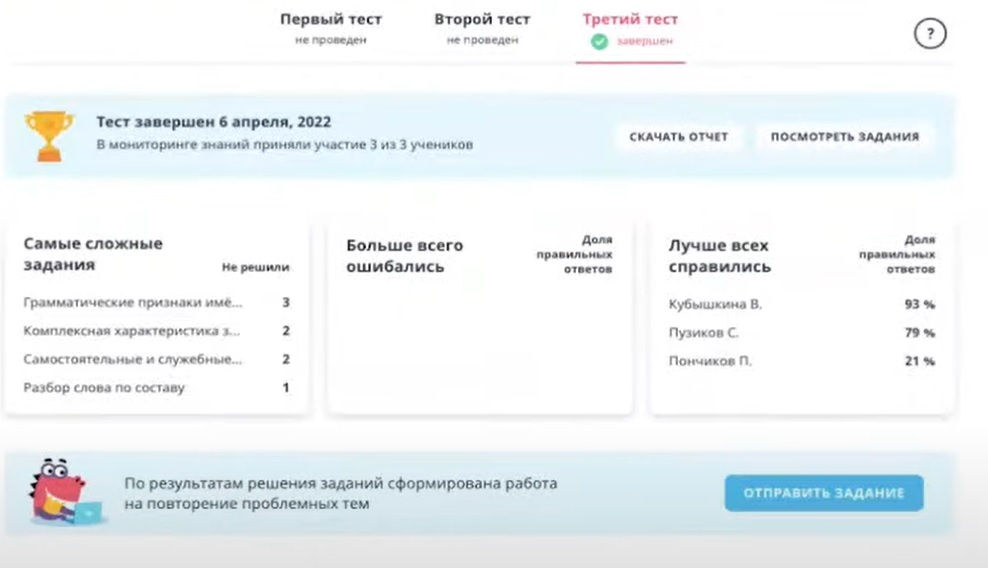 Первый тест
не проведен
Второй тест
не проведен
Третий тест
завершен
?
Тест завершен 6 апреля, 2022
В мониторинге знаний приняли участие 3 из 3 учеников
СКАЧАТЬ ОТЧЕТ
ПОСМОТРЕТЬ ЗАДАНИЯ
Самые сложные
задания
Не решили
Грамматические признаки имё... 3
Комплексная характеристика з... 2
Самостоятельные и служебные... 2
Разбор слова по составу 1
Больше всего
ошибались
Доля
правильных
ответов
Лучше всех
справились
Доля
правильных
ответов
Кубышкина В. 93 %
Пузиков С. 79 %
Пончиков П. 21 %
По результатам решения заданий сформирована работа
на повторение проблемных тем
ОТПРАВИТЬ ЗАДАНИЕ